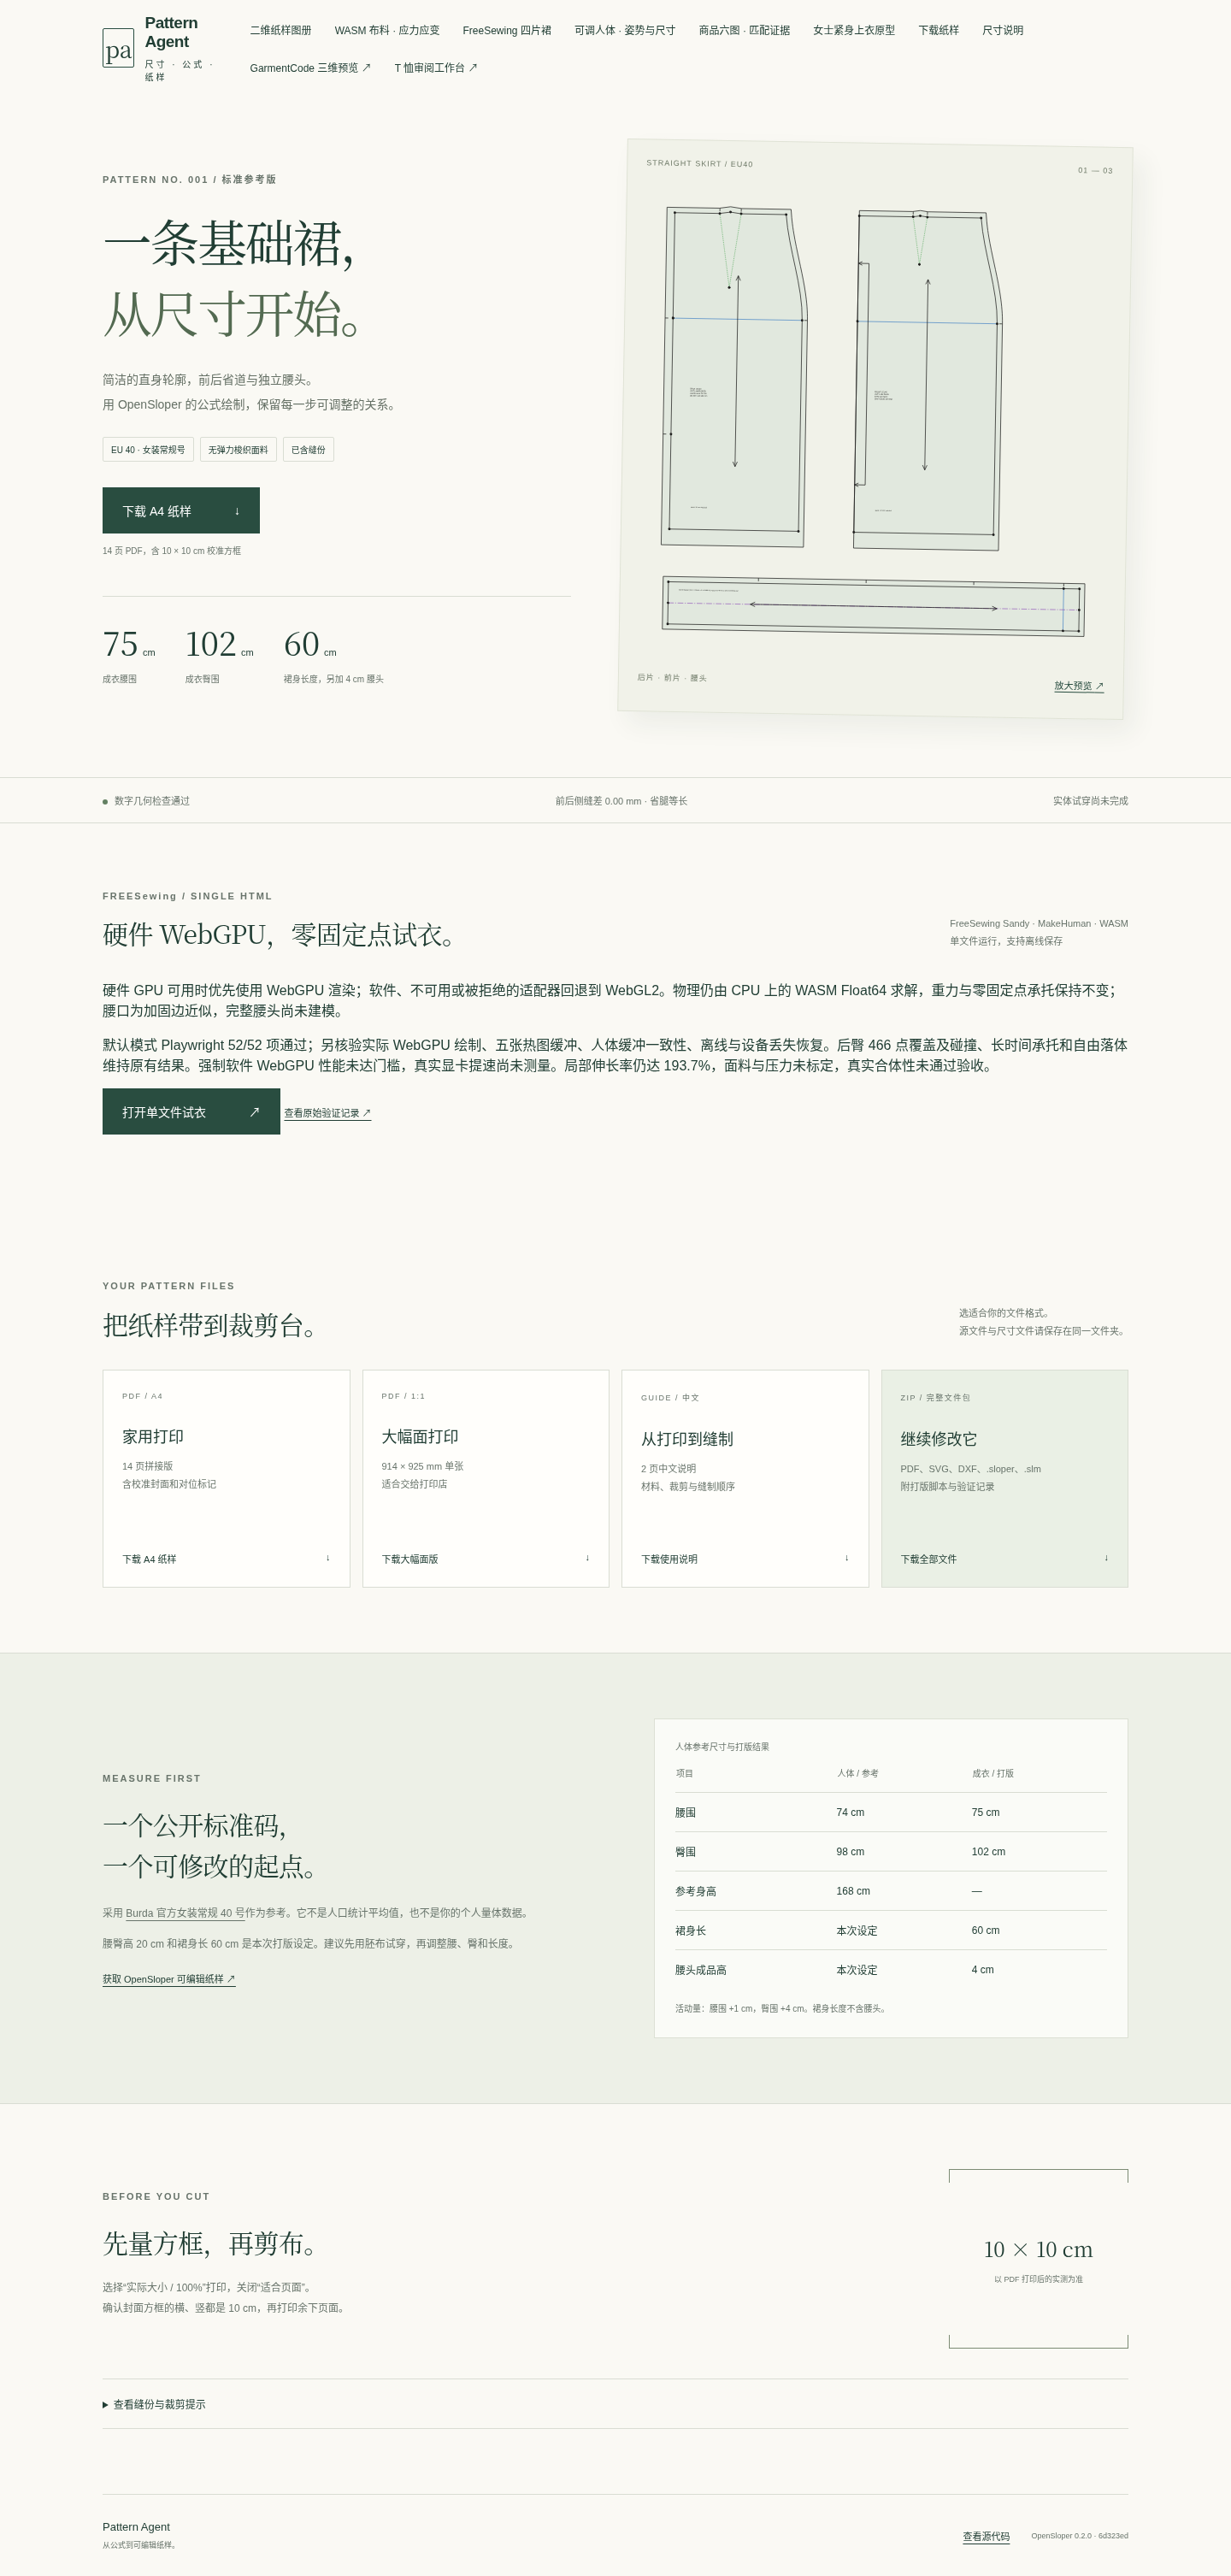 pa
Pattern
Agent
尺寸 · 公式 ·
纸样
二维纸样图册
WASM 布料 · 应力应变
FreeSewing 四片裙
可调人体 · 姿势与尺寸
商品六图 · 匹配证据
女士紧身上衣原型
下载纸样
尺寸说明
GarmentCode 三维预览 ↗
T 恤审阅工作台 ↗
PATTERN NO. 001 / 标准参考版
一条基础裙，
从尺寸开始。
简洁的直身轮廓，前后省道与独立腰头。
用 OpenSloper 的公式绘制，保留每一步可调整的关系。
EU 40 · 女装常规号
无弹力梭织面料
已含缝份
下载 A4 纸样 ↓
14 页 PDF，含 10 × 10 cm 校准方框
75 cm
成衣腰围
102 cm
成衣臀围
60 cm
裙身长度，另加 4 cm 腰头
STRAIGHT SKIRT / EU40
01 — 03
后片 · 前片 · 腰头
放大预览 ↗
数字几何检查通过
前后侧缝差 0.00 mm · 省腿等长
实体试穿尚未完成
FREESewing / SINGLE HTML
硬件 WebGPU，零固定点试衣。
FreeSewing Sandy · MakeHuman · WASM
单文件运行，支持离线保存
硬件 GPU 可用时优先使用 WebGPU 渲染；软件、不可用或被拒绝的适配器回退到 WebGL2。物理仍由 CPU 上的 WASM Float64 求解，重力与零固定点承托保持不变；
腰口为加固边近似，完整腰头尚未建模。
默认模式 Playwright 52/52 项通过；另核验实际 WebGPU 绘制、五张热图缓冲、人体缓冲一致性、离线与设备丢失恢复。后臀 466 点覆盖及碰撞、长时间承托和自由落体
维持原有结果。强制软件 WebGPU 性能未达门槛，真实显卡提速尚未测量。局部伸长率仍达 193.7%，面料与压力未标定，真实合体性未通过验收。
打开单文件试衣 ↗
查看原始验证记录 ↗
YOUR PATTERN FILES
把纸样带到裁剪台。
选适合你的文件格式。
源文件与尺寸文件请保存在同一文件夹。
PDF / A4
家用打印
14 页拼接版
含校准封面和对位标记
下载 A4 纸样 ↓
PDF / 1:1
大幅面打印
914 × 925 mm 单张
适合交给打印店
下载大幅面版 ↓
GUIDE / 中文
从打印到缝制
2 页中文说明
材料、裁剪与缝制顺序
下载使用说明 ↓
ZIP / 完整文件包
继续修改它
PDF、SVG、DXF、.sloper、.slm
附打版脚本与验证记录
下载全部文件 ↓
MEASURE FIRST
一个公开标准码，
一个可修改的起点。
采用 Burda 官方女装常规 40 号作为参考。它不是人口统计平均值，也不是你的个人量体数据。
腰臀高 20 cm 和裙身长 60 cm 是本次打版设定。建议先用胚布试穿，再调整腰、臀和长度。
获取 OpenSloper 可编辑纸样 ↗
人体参考尺寸与打版结果
项目 人体 / 参考 成衣 / 打版
腰围 74 cm 75 cm
臀围 98 cm 102 cm
参考身高 168 cm —
裙身长 本次设定 60 cm
腰头成品高 本次设定 4 cm
活动量：腰围 +1 cm，臀围 +4 cm。裙身长度不含腰头。
BEFORE YOU CUT
先量方框，再剪布。
选择“实际大小 / 100%”打印，关闭“适合页面”。
确认封面方框的横、竖都是 10 cm，再打印余下页面。
10 × 10 cm
以 PDF 打印后的实测为准
▶ 查看缝份与裁剪提示
Pattern Agent
从公式到可编辑纸样。
查看源代码
OpenSloper 0.2.0 · 6d323ed